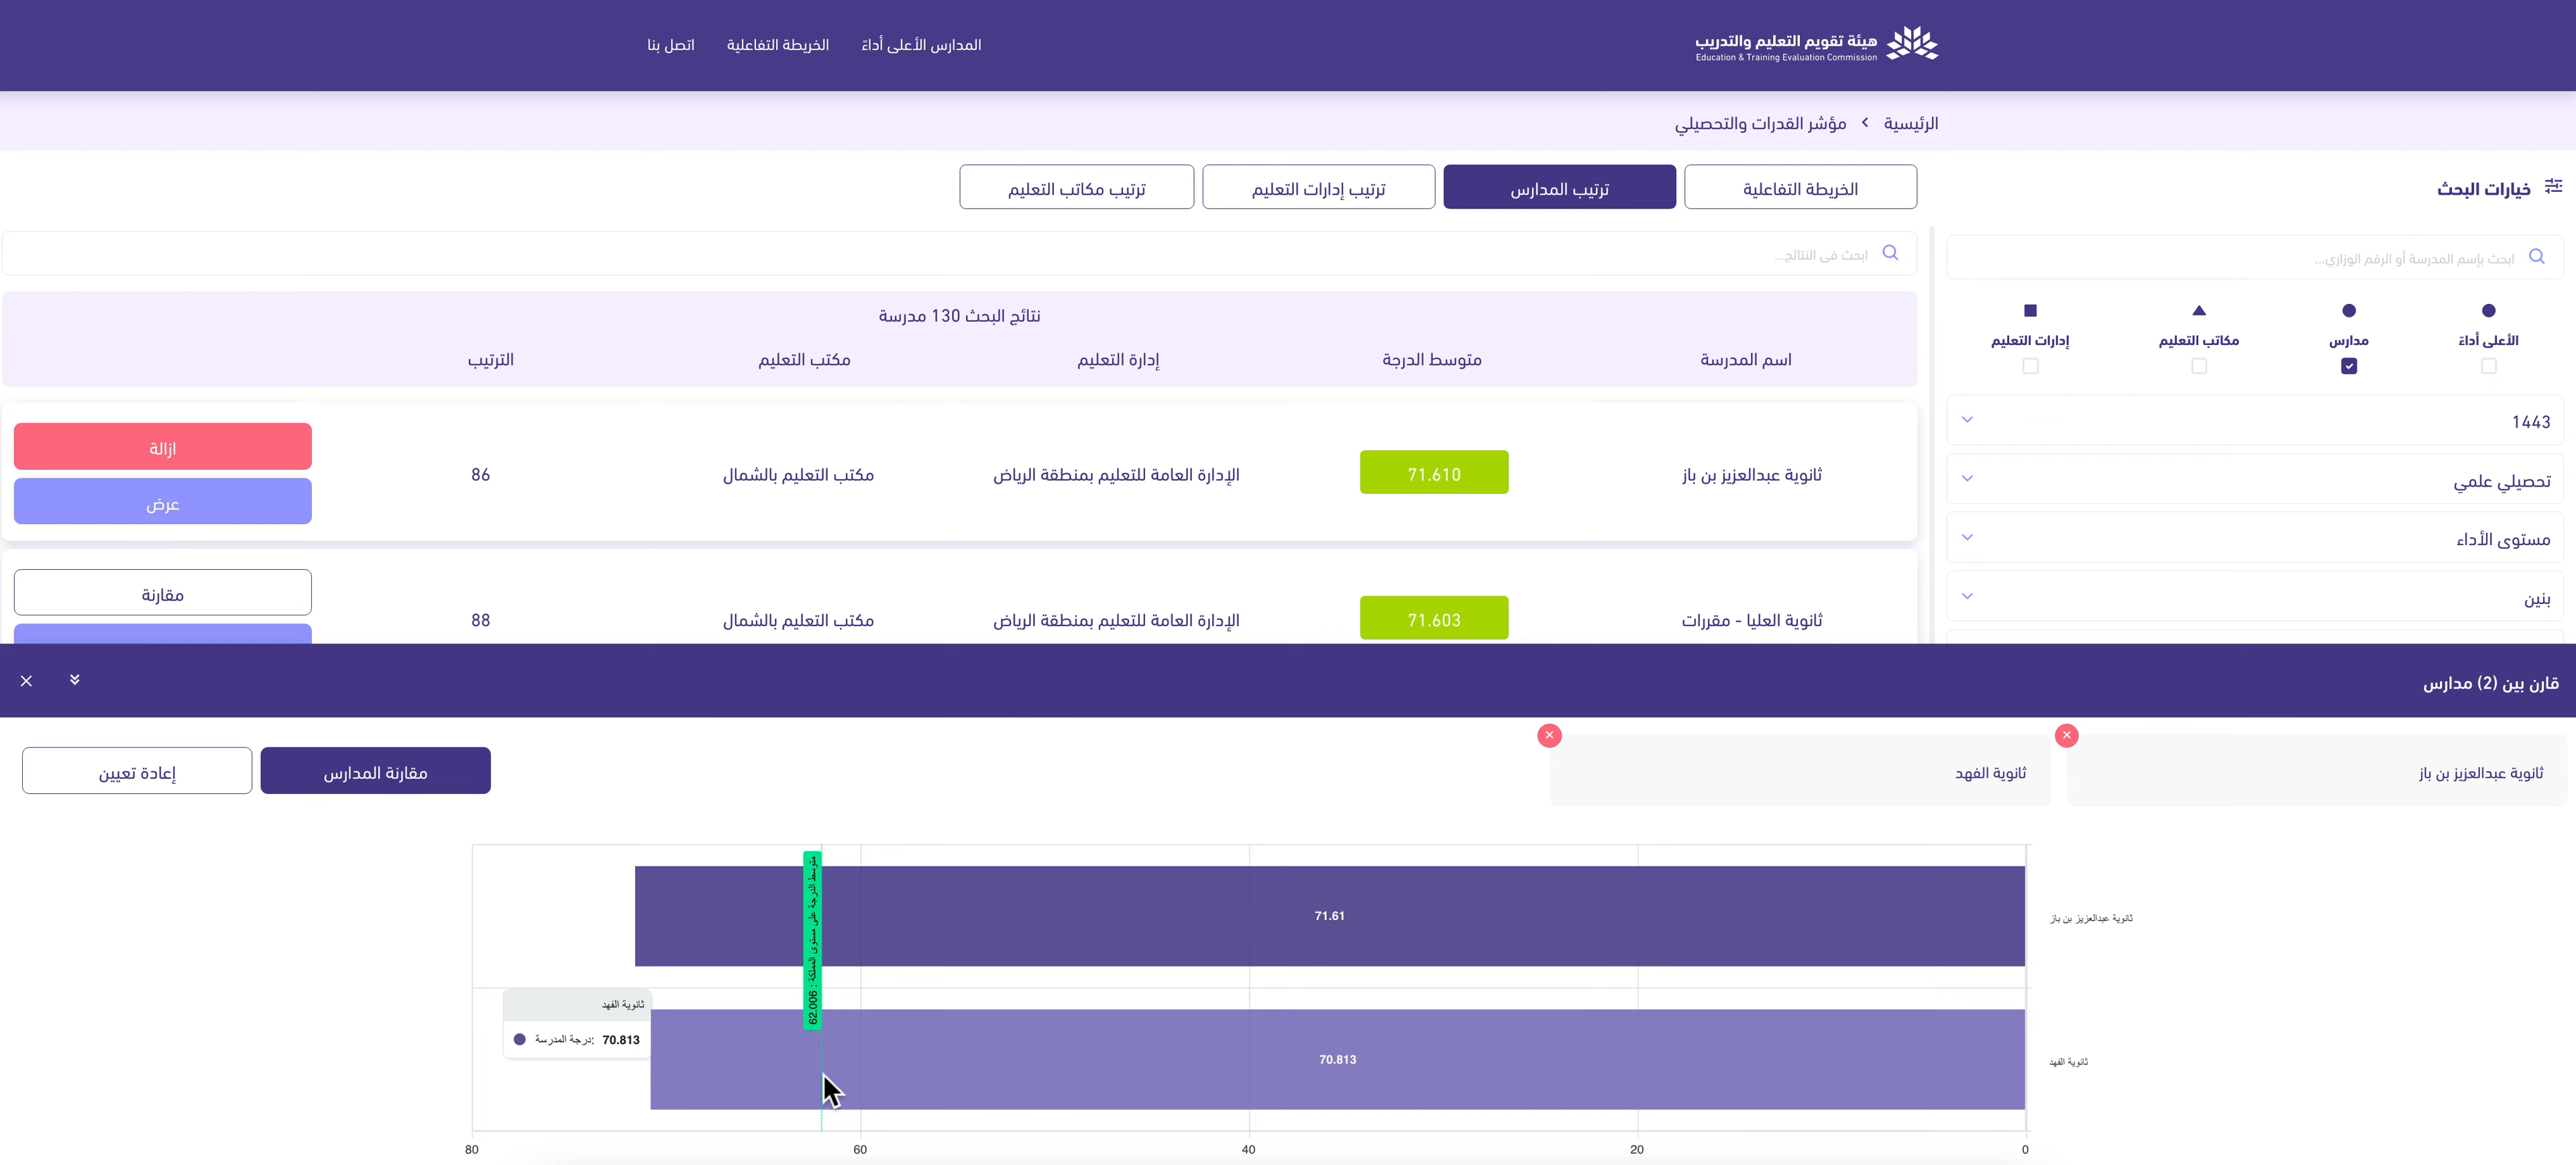 هيئة تقويم التعليم والتدريب
Education & Training Evaluation Commission
المدارس الأعلى أداءً
الخريطة التفاعلية
اتصل بنا
الرئيسية
مؤشر القدرات والتحصيلي
خيارات البحث
الخريطة التفاعلية
ترتيب المدارس
ترتيب إدارات التعليم
ترتيب مكاتب التعليم
ابحث بإسم المدرسة أو الرقم الوزاري...
ابحث فى النتائج...
الأعلى أداءً
مدارس
مكاتب التعليم
إدارات التعليم
1443
تحصيلي علمي
مستوى الأداء
بنين
نتائج البحث 130 مدرسة
اسم المدرسة
متوسط الدرجة
إدارة التعليم
مكتب التعليم
الترتيب
ثانوية عبدالعزيز بن باز
71.610
الإدارة العامة للتعليم بمنطقة الرياض
مكتب التعليم بالشمال
86
ازالة
عرض
ثانوية العليا - مقررات
71.603
الإدارة العامة للتعليم بمنطقة الرياض
مكتب التعليم بالشمال
88
مقارنة
قارن بين (2) مدارس
ثانوية عبدالعزيز بن باز
ثانوية الفهد
مقارنة المدارس
إعادة تعيين
ثانوية عبدالعزيز بن باز
71.61
متوسط الدرجة على مستوى المملكة : 62.006
ثانوية الفهد
70.813
ثانوية الفهد
درجة المدرسة: 70.813
0
20
40
60
80